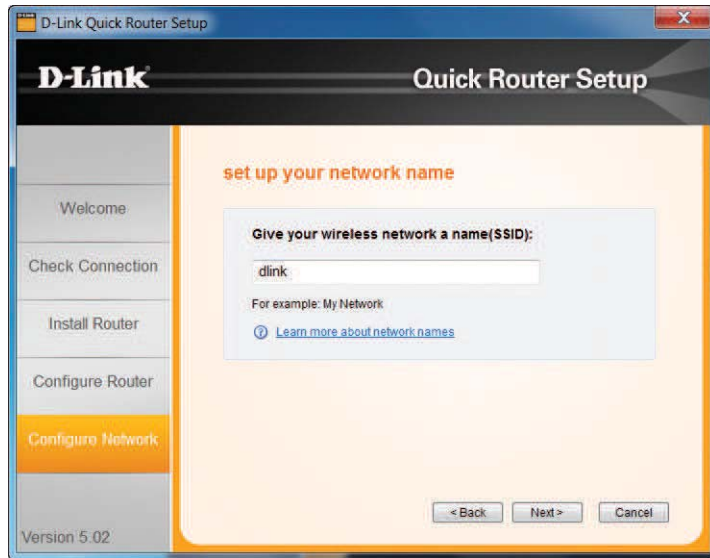 D-Link Quick Router Setup
D-Link
Quick Router Setup
Welcome
Check Connection
Install Router
Configure Router
Configure Network
Version 5.02
set up your network name
Give your wireless network a name(SSID):
dlink
For example: My Network
? Learn more about network names
< Back
Next >
Cancel